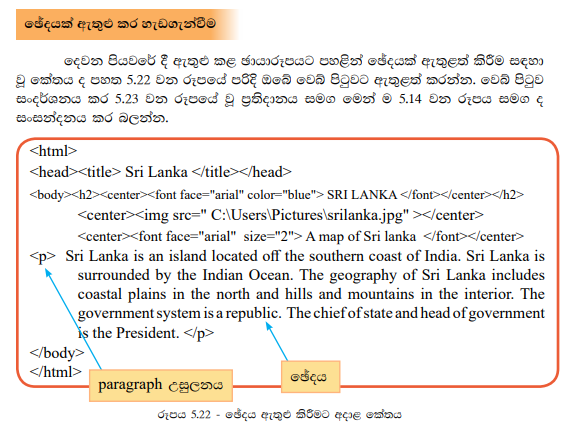 ඡේදයක් ඇතුළු කර හැඩගැන්වීම
දෙවන පියවරේ දී ඇතුළු කළ ඡායාරූපයට පහළින් ඡේදයක් ඇතුළත් කිරීම සඳහා
වූ කේතය ද පහත 5.22 වන රූපයේ පරිදි ඔබේ වෙබ් පිටුවට ඇතුළත් කරන්න. වෙබ් පිටුව
සංදර්ශනය කර 5.23 වන රූපයේ වූ ප්‍රතිදානය සමග මෙන් ම 5.14 වන රූපය සමග ද
සංසන්දනය කර බලන්න.
<html>
<head><title> Sri Lanka </title></head>
<body><h2><center><font face="arial" color="blue"> SRI LANKA </font></center></h2>
<center><img src=" C:\Users\Pictures\srilanka.jpg" ></center>
<center><font face="arial"  size="2"> A map of Sri lanka  </font></center>
<p> Sri Lanka is an island located off the southern coast of India. Sri Lanka is
surrounded by the Indian Ocean. The geography of Sri Lanka includes
coastal plains in the north and hills and mountains in the interior. The
government system is a republic. The chief of state and head of government
is the President. </p>
</body>
</html>
paragraph උසුලනය
ඡේදය
රූපය 5.22 - ඡේදය ඇතුළු කිරීමට අදාළ කේතය